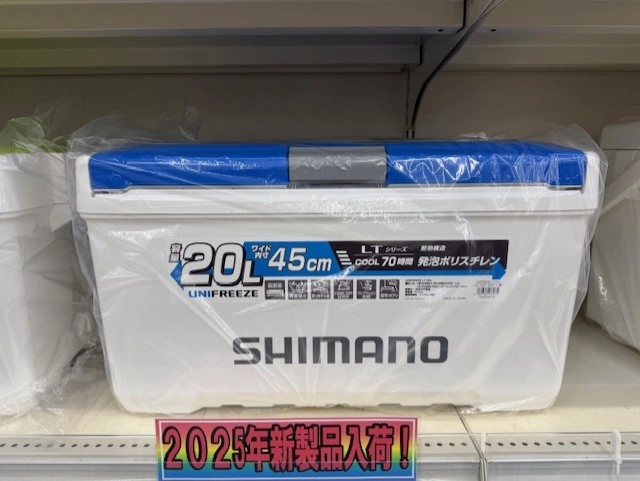 容量 20L ワイド内寸 45cm
LTシリーズ 断熱構造
COOL 70時間 発泡ポリスチレン
UNIFREEZE
SHIMANO
2025年新製品入荷！